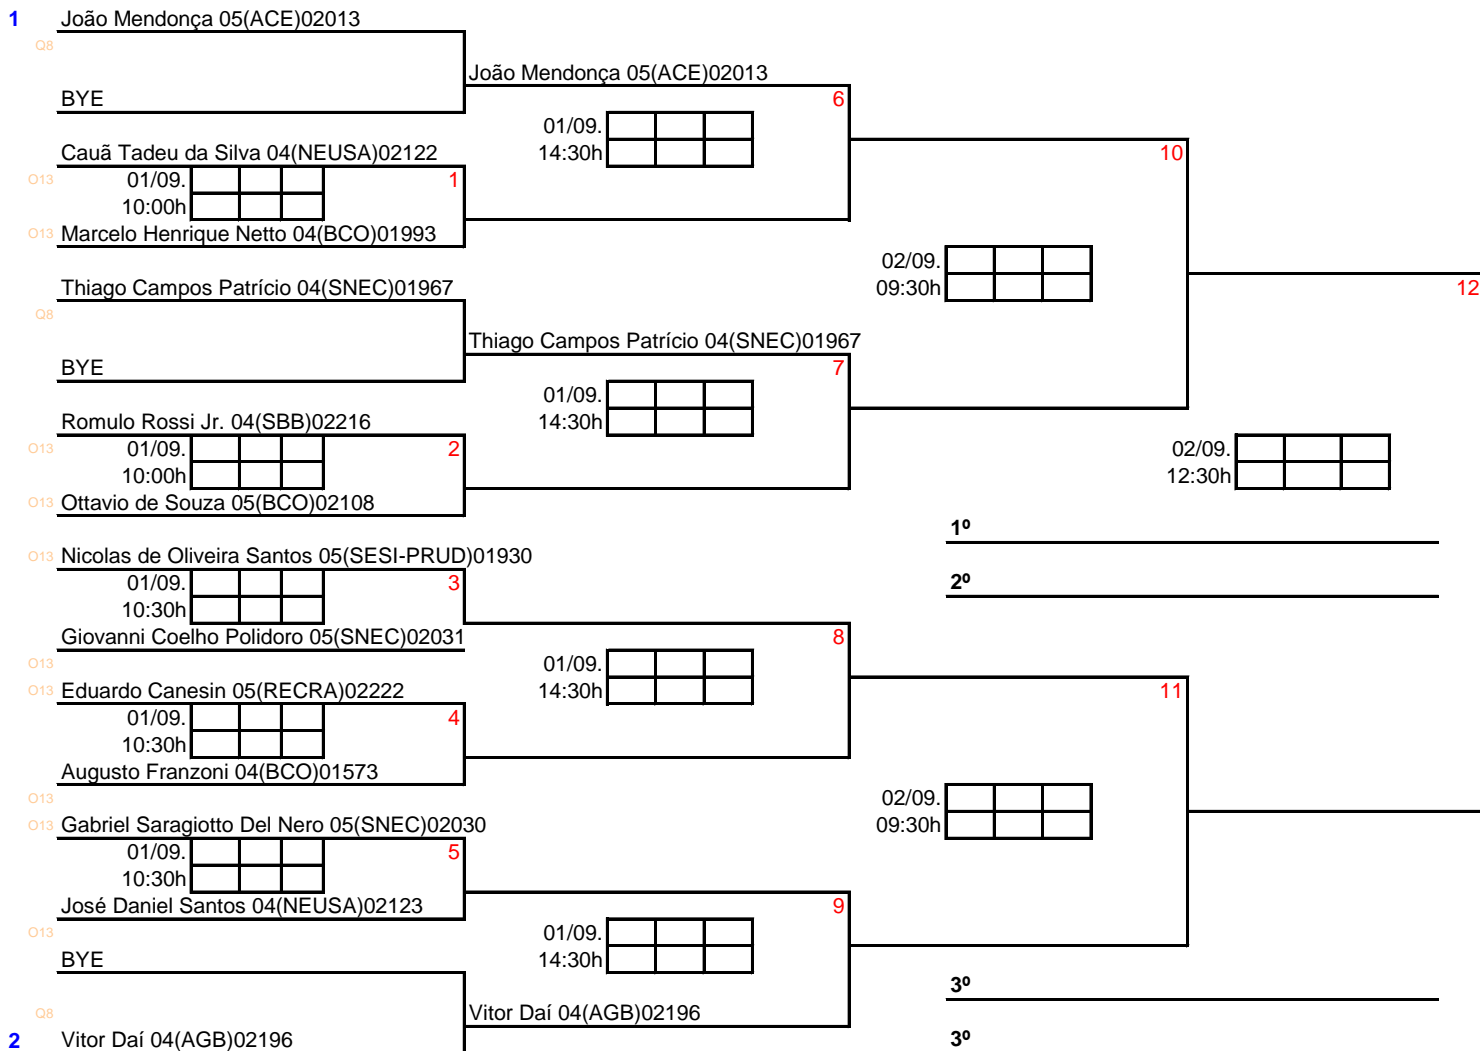 1 João Mendonça 05(ACE)02013
Q8
João Mendonça 05(ACE)02013
BYE
6
01/09.
14:30h
Cauã Tadeu da Silva 04(NEUSA)02122
10
O13 01/09. 1
10:00h
O13 Marcelo Henrique Netto 04(BCO)01993
02/09.
09:30h
Thiago Campos Patrício 04(SNEC)01967
12
Q8
Thiago Campos Patrício 04(SNEC)01967
BYE
7
01/09.
14:30h
Romulo Rossi Jr. 04(SBB)02216
O13 01/09. 2
10:00h
02/09.
12:30h
O13 Ottavio de Souza 05(BCO)02108
1º
O13 Nicolas de Oliveira Santos 05(SESI-PRUD)01930
01/09. 3
10:30h
2º
Giovanni Coelho Polidoro 05(SNEC)02031
8
O13
01/09.
14:30h
O13 Eduardo Canesin 05(RECRA)02222
11
01/09. 4
10:30h
Augusto Franzoni 04(BCO)01573
O13
02/09.
09:30h
O13 Gabriel Saragiotto Del Nero 05(SNEC)02030
01/09. 5
10:30h
José Daniel Santos 04(NEUSA)02123
9
O13
01/09.
14:30h
BYE
3º
Q8
Vitor Daí 04(AGB)02196
2 Vitor Daí 04(AGB)02196
3º